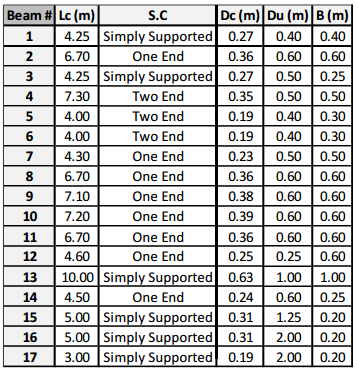 Beam # Lc (m) S.C Dc (m) Du (m) B (m)
1 4.25 Simply Supported 0.27 0.40 0.40
2 6.70 One End 0.36 0.60 0.60
3 4.25 Simply Supported 0.27 0.50 0.25
4 7.30 Two End 0.35 0.50 0.50
5 4.00 Two End 0.19 0.40 0.30
6 4.00 Two End 0.19 0.40 0.30
7 4.30 One End 0.23 0.50 0.50
8 6.70 One End 0.36 0.60 0.60
9 7.10 One End 0.38 0.60 0.60
10 7.20 One End 0.39 0.60 0.60
11 6.70 One End 0.36 0.60 0.60
12 4.60 One End 0.25 0.25 0.60
13 10.00 Simply Supported 0.63 1.00 1.00
14 4.50 One End 0.24 0.60 0.25
15 5.00 Simply Supported 0.31 1.25 0.20
16 5.00 Simply Supported 0.31 2.00 0.20
17 3.00 Simply Supported 0.19 2.00 0.20